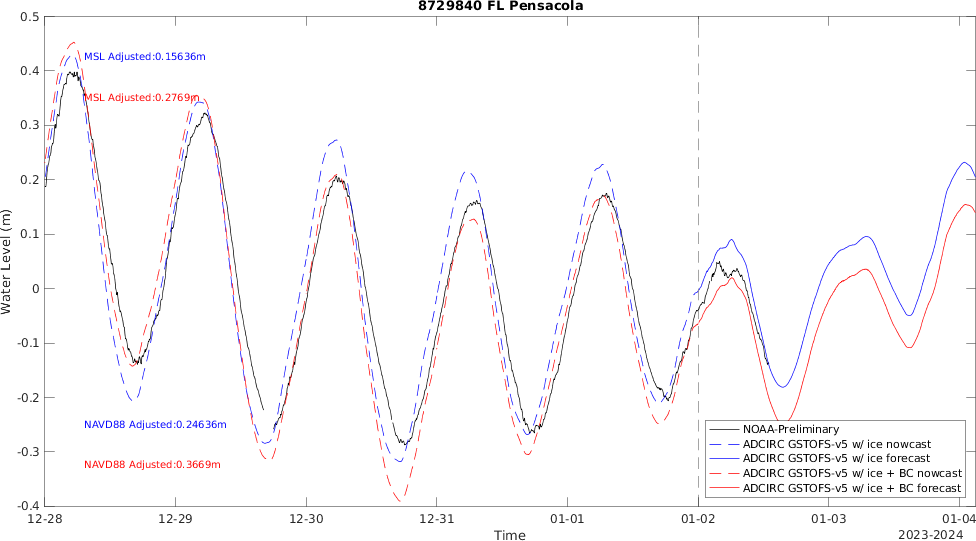 8729840 FL Pensacola
0.5
0.4
0.3
0.2
0.1
0
-0.1
-0.2
-0.3
-0.4
Water Level (m)
MSL Adjusted:0.15636m
MSL Adjusted:0.2769m
NAVD88 Adjusted:0.24636m
NAVD88 Adjusted:0.3669m
NOAA-Preliminary
ADCIRC GSTOFS-v5 w/ ice nowcast
ADCIRC GSTOFS-v5 w/ ice forecast
ADCIRC GSTOFS-v5 w/ ice + BC nowcast
ADCIRC GSTOFS-v5 w/ ice + BC forecast
12-28 12-29 12-30 12-31 01-01 01-02 01-03 01-04
Time
2023-2024